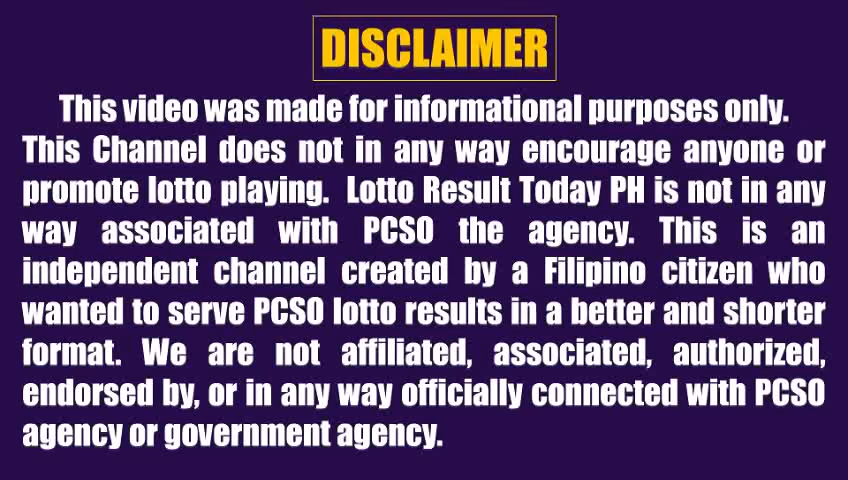 DISCLAIMER
This video was made for informational purposes only.
This Channel does not in any way encourage anyone or
promote lotto playing. Lotto Result Today PH is not in any
way associated with PCSO the agency. This is an
independent channel created by a Filipino citizen who
wanted to serve PCSO lotto results in a better and shorter
format. We are not affiliated, associated, authorized,
endorsed by, or in any way officially connected with PCSO
agency or government agency.